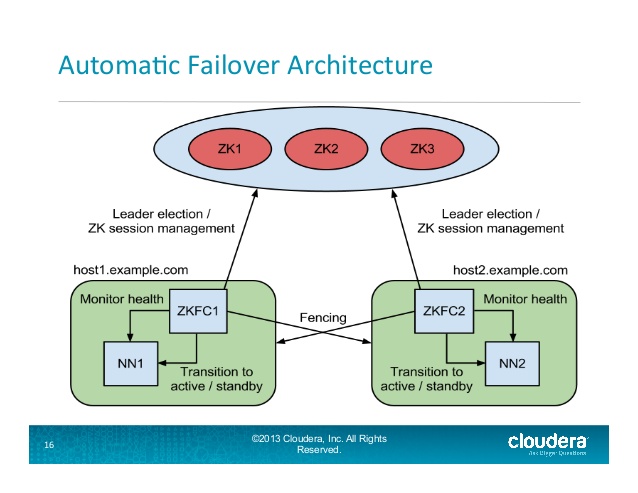 Automatic Failover Architecture
ZK1 ZK2 ZK3
Leader election /
ZK session management
Leader election /
ZK session management
host1.example.com
host2.example.com
Monitor health
ZKFC1
NN1
Transition to
active / standby
Fencing
ZKFC2
Monitor health
NN2
Transition to
active / standby
16
©2013 Cloudera, Inc. All Rights
Reserved.
cloudera
Ask Bigger Questions